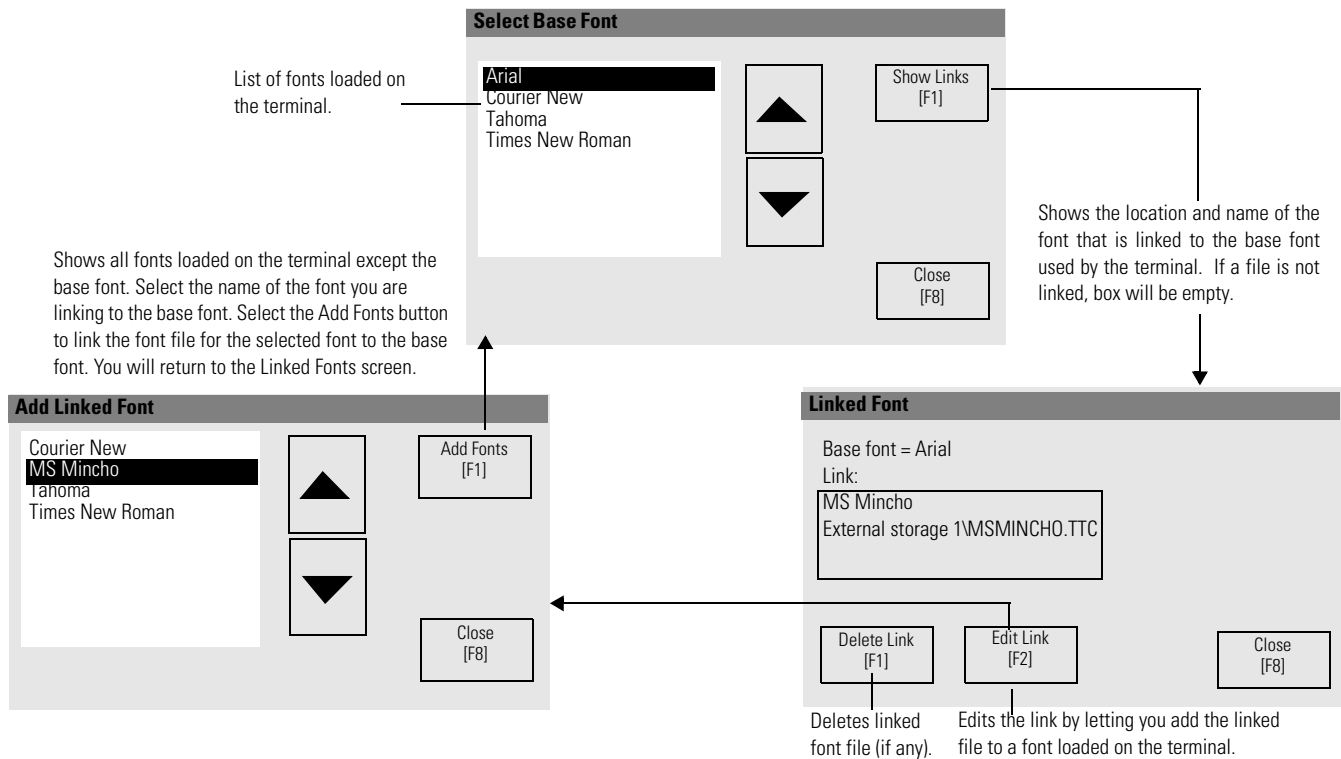 Select Base Font
List of fonts loaded on
the terminal.
Arial
Courier New
Tahoma
Times New Roman
Show Links
[F1]
Close
[F8]
Shows the location and name of the
font that is linked to the base font
used by the terminal. If a file is not
linked, box will be empty.
Shows all fonts loaded on the terminal except the
base font. Select the name of the font you are
linking to the base font. Select the Add Fonts button
to link the font file for the selected font to the base
font. You will return to the Linked Fonts screen.
Add Linked Font
Courier New
MS Mincho
Tahoma
Times New Roman
Add Fonts
[F1]
Close
[F8]
Linked Font
Base font = Arial
Link:
MS Mincho
External storage 1\MSMINCHO.TTC
Delete Link
[F1]
Edit Link
[F2]
Close
[F8]
Deletes linked
font file (if any).
Edits the link by letting you add the linked
file to a font loaded on the terminal.